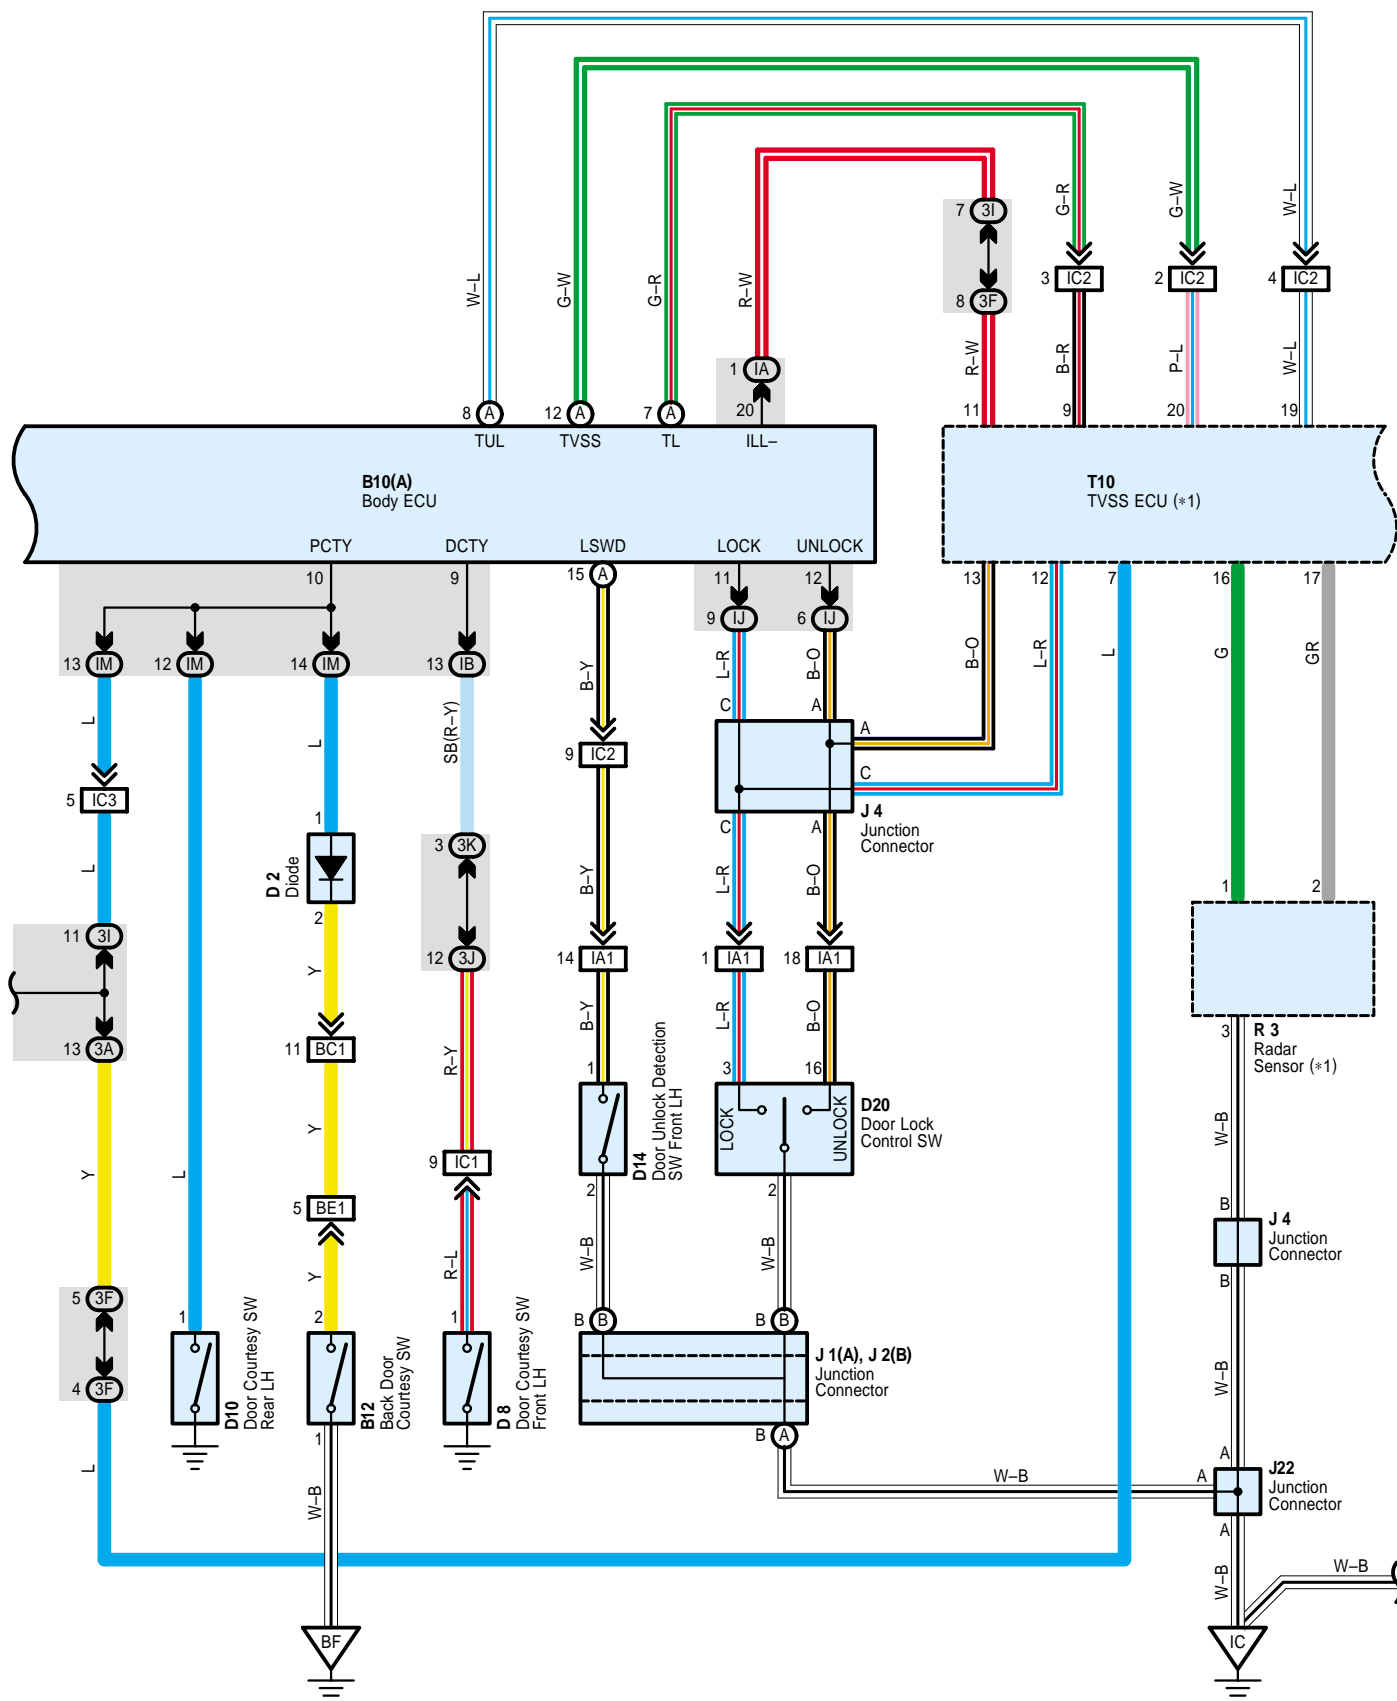 W–L
G–W
G–R
R–W
G–R
G–W
W–L
7 3I
8 3F
3 IC2
2 IC2
4 IC2
R–W
B–R
P–L
W–L
1 IA
8 A
12 A
7 A
20
11
9
20
19
TUL
TVSS
TL
ILL–
B10(A)
Body ECU
T10
TVSS ECU (∗1)
PCTY
DCTY
LSWD
LOCK
UNLOCK
10
9
15 A
11
12
13
12
7
16
17
9 IJ
6 IJ
13 IM
12 IM
14 IM
13 IB
L
L
SB(R–Y)
B–Y
L–R
B–O
B–O
L–R
L
G
GR
C
A
A
C
9 IC2
5 IC3
J 4
Junction
Connector
1
D 2
Diode
2
3 3K
C
A
L
B–Y
L–R
B–O
1
2
11 3I
12 3J
14 IA1
1 IA1
18 IA1
Y
13 3A
11 BC1
R–Y
B–Y
L–R
B–O
3
R 3
Radar
Sensor (∗1)
1
3
16
Door Unlock Detection
SW Front LH
D14
LOCK
UNLOCK
D20
Door Lock
Control SW
Y
L
Y
W–B
9 IC1
2
2
5 BE1
B
J 4
Junction
Connector
B
Y
R–L
W–B
W–B
5 3F
4 3F
1
2
1
B B
B B
D10
Door Courtesy SW
Rear LH
B12
Back Door
Courtesy SW
D 8
Door Courtesy SW
Front LH
J 1(A), J 2(B)
Junction
Connector
W–B
1
B A
L
W–B
W–B
A
A
J22
Junction
Connector
A
W–B
W–B
BF
IC